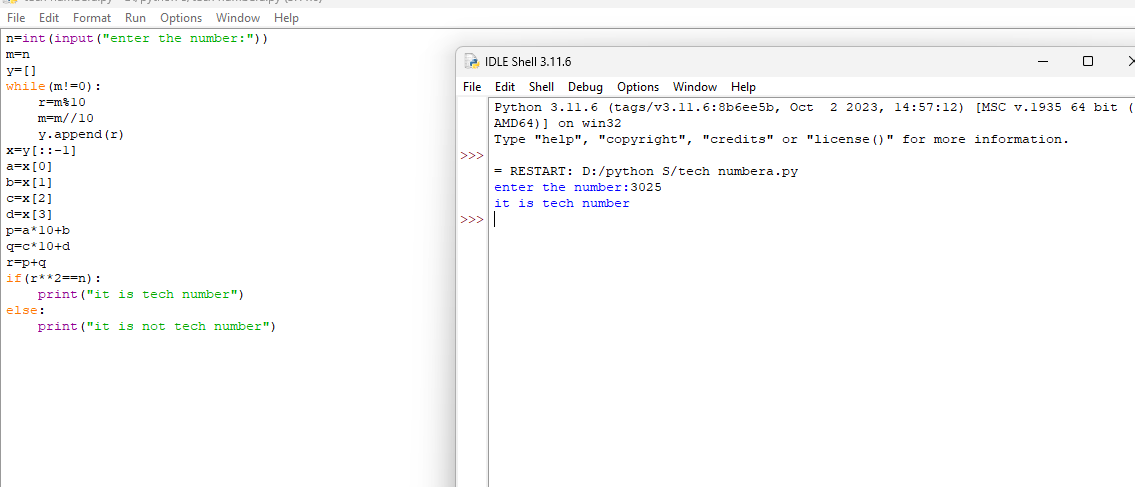 File Edit Format Run Options Window Help
n=int(input("enter the number:"))
m=n
y=[]
while(m!=0):
    r=m%10
    m=m//10
    y.append(r)
x=y[::-1]
a=x[0]
b=x[1]
c=x[2]
d=x[3]
p=a*10+b
q=c*10+d
r=p+q
if(r**2==n):
    print("it is tech number")
else:
    print("it is not tech number")
IDLE Shell 3.11.6
File Edit Shell Debug Options Window Help
Python 3.11.6 (tags/v3.11.6:8b6ee5b, Oct  2 2023, 14:57:12) [MSC v.1935 64 bit (
AMD64)] on win32
Type "help", "copyright", "credits" or "license()" for more information.
>>>
= RESTART: D:/python S/tech numbera.py
enter the number:3025
it is tech number
>>>